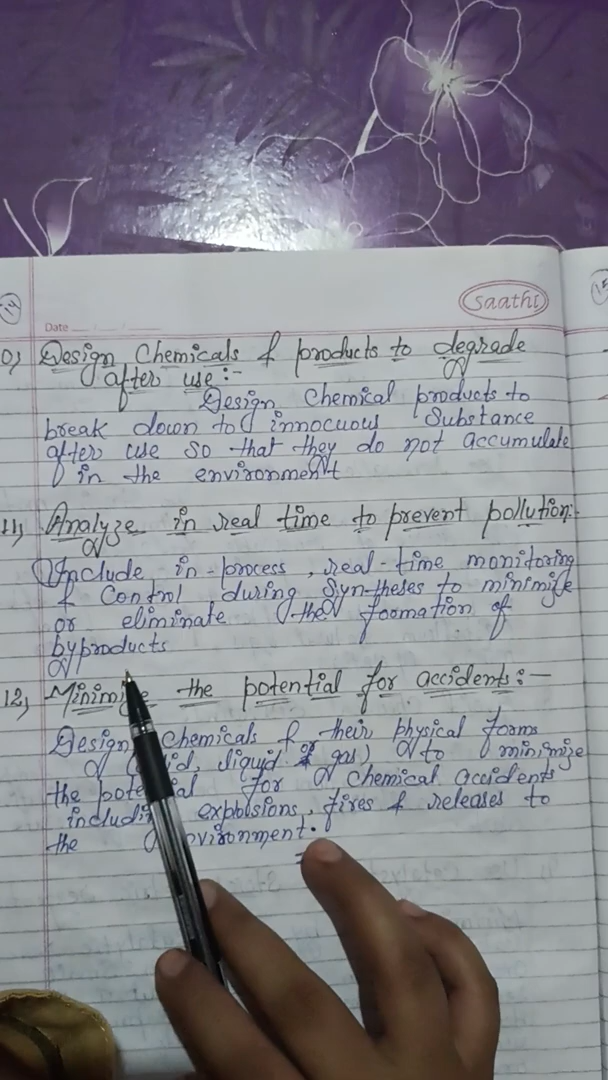 14
saathi
15
Date
0) Design Chemicals & products to degrade
after use:-
Design Chemical products to
break down to innocuous Substance
after use so that they do not accumulate
in the environment
11) Analyze in real time to prevent pollution:-
Include in-process, real-time monitoring
& Control during Syntheses to minimize
or eliminate the formation of
byproducts
12) Minimize the potential for accidents:-
Design Chemicals & their physical forms
liquid or gas) to minimize
the for chemical accidents
explosions, fires & releases to
the